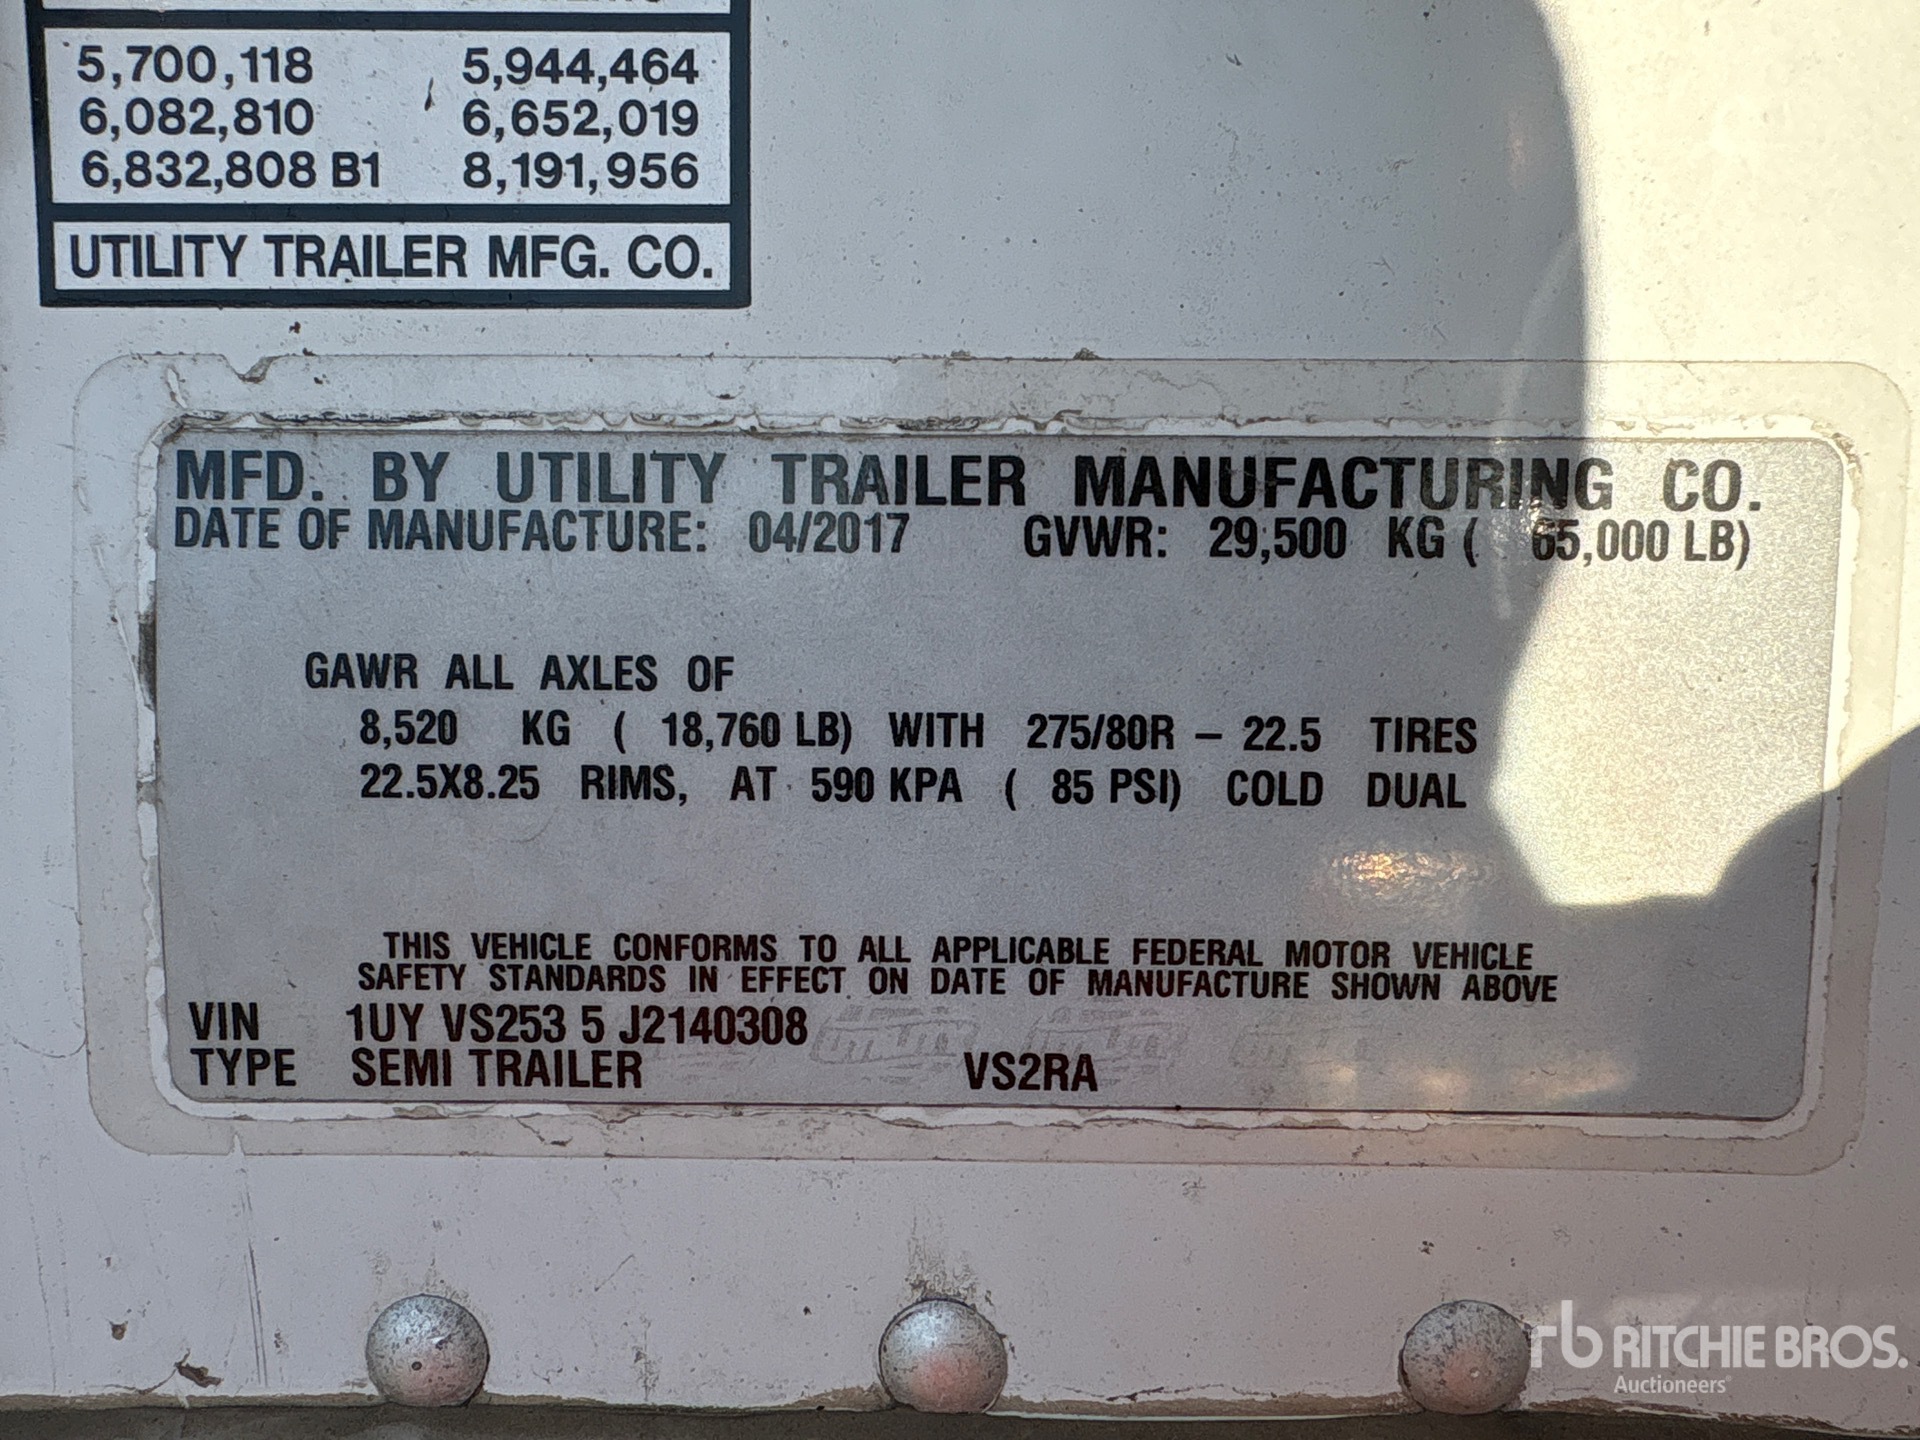 5,700,118 5,944,464
6,082,810 6,652,019
6,832,808 B1 8,191,956
UTILITY TRAILER MFG. CO.
MFD. BY UTILITY TRAILER MANUFACTURING CO.
DATE OF MANUFACTURE: 04/2017 GVWR: 29,500 KG ( 65,000 LB)
GAWR ALL AXLES OF
8,520 KG ( 18,760 LB) WITH 275/80R – 22.5 TIRES
22.5X8.25 RIMS, AT 590 KPA ( 85 PSI) COLD DUAL
THIS VEHICLE CONFORMS TO ALL APPLICABLE FEDERAL MOTOR VEHICLE
SAFETY STANDARDS IN EFFECT ON DATE OF MANUFACTURE SHOWN ABOVE
VIN 1UY VS253 5 J2140308
TYPE SEMI TRAILER VS2RA
rb RITCHIE BROS.
Auctioneers